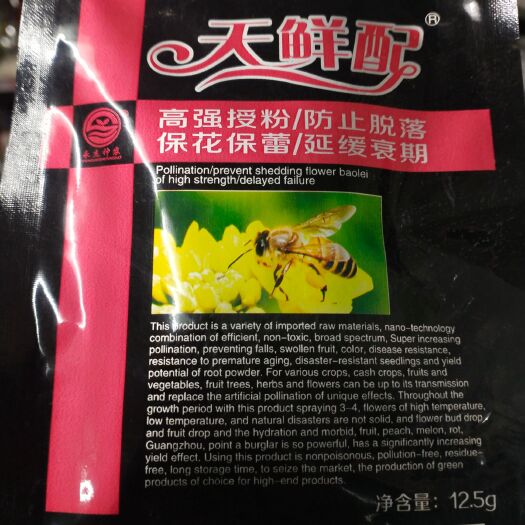 天鲜配®
高强授粉/防止脱落
保花保蕾/延缓衰期
Pollination/prevent shedding flower baolei
of high strength/delayed failure
This product is a variety of imported raw materials, nano-technology
combination of efficient, non-toxic, broad spectrum, Super increasing
pollination, preventing falls, swollen fruit, color, disease resistance,
resistance to premature aging, disaster-resistant seedlings and yield
potential of root powder. For various crops, cash crops, fruits and
vegetables, fruit trees, herbs and flowers can be up to its transmission
and replace the artificial pollination of unique effects. Throughout the
growth period with this product spraying 3-4, flowers of high temperature,
low temperature, and natural disasters are not solid, and flower bud drop
and fruit drop and the hydration and morbid, fruit, peach, melon, rot,
Guangzhou, point a burglar is so powerful, has a significantly increasing
yield effect. Using this product is nonpoisonous, pollution-free, residue-
free, long storage time, to seize the market, the production of green
products of choice for high-end products.
净含量：12.5g